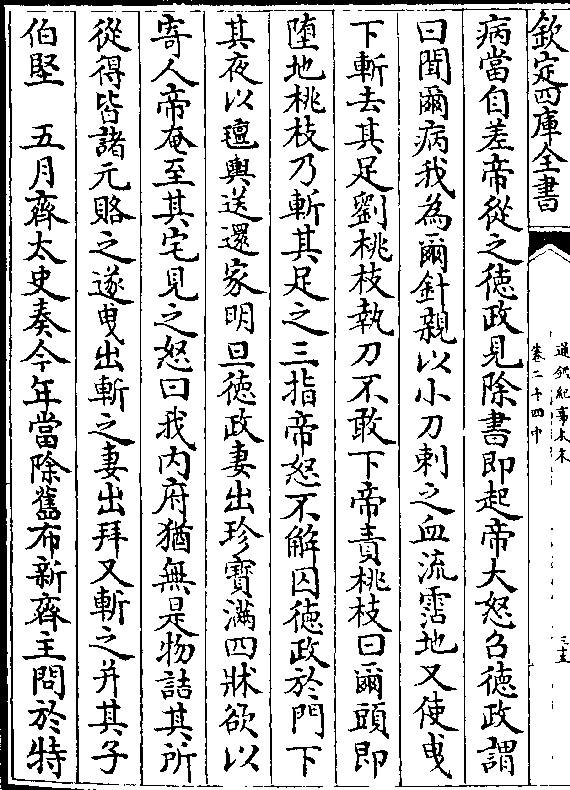 欽定四庫全書
通鑑紀事本末
卷二十四中
三五
病當自差帝從之德政見除書即起帝大怒召德政謂
曰聞爾病我為爾針親以小刀刺之血流霑地又使曵
下斬去其足劉桃枝執刀不敢下帝責桃枝曰爾頭即
墮地桃枝乃斬其足之三指帝怒不解囚德政於門下
其夜以氊輿送還家明旦德政妻出珍寶滿四牀欲以
寄人帝奄至其宅見之怒曰我内府猶無是物詰其所
從得皆諸元賂之遂曵出斬之妻出拜又斬之并其子
伯堅　五月齊太史奏今年當除舊布新齊主問於特